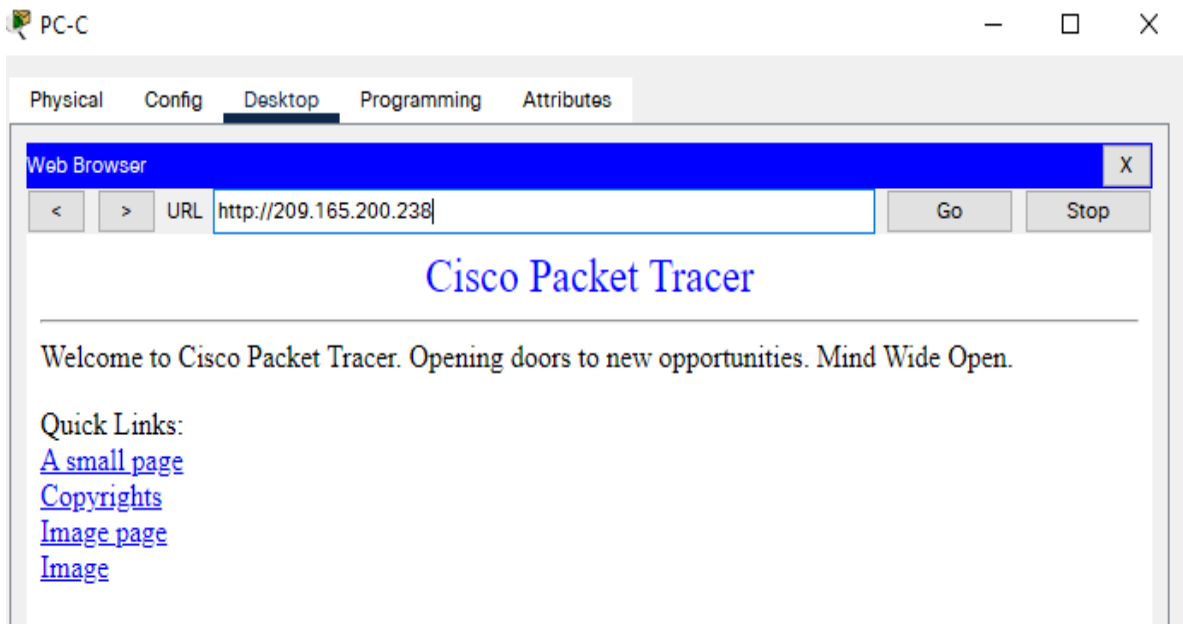 PC-C
Physical Config Desktop Programming Attributes
Web Browser X
< > URL http://209.165.200.238 Go Stop
Cisco Packet Tracer
Welcome to Cisco Packet Tracer. Opening doors to new opportunities. Mind Wide Open.
Quick Links:
A small page
Copyrights
Image page
Image